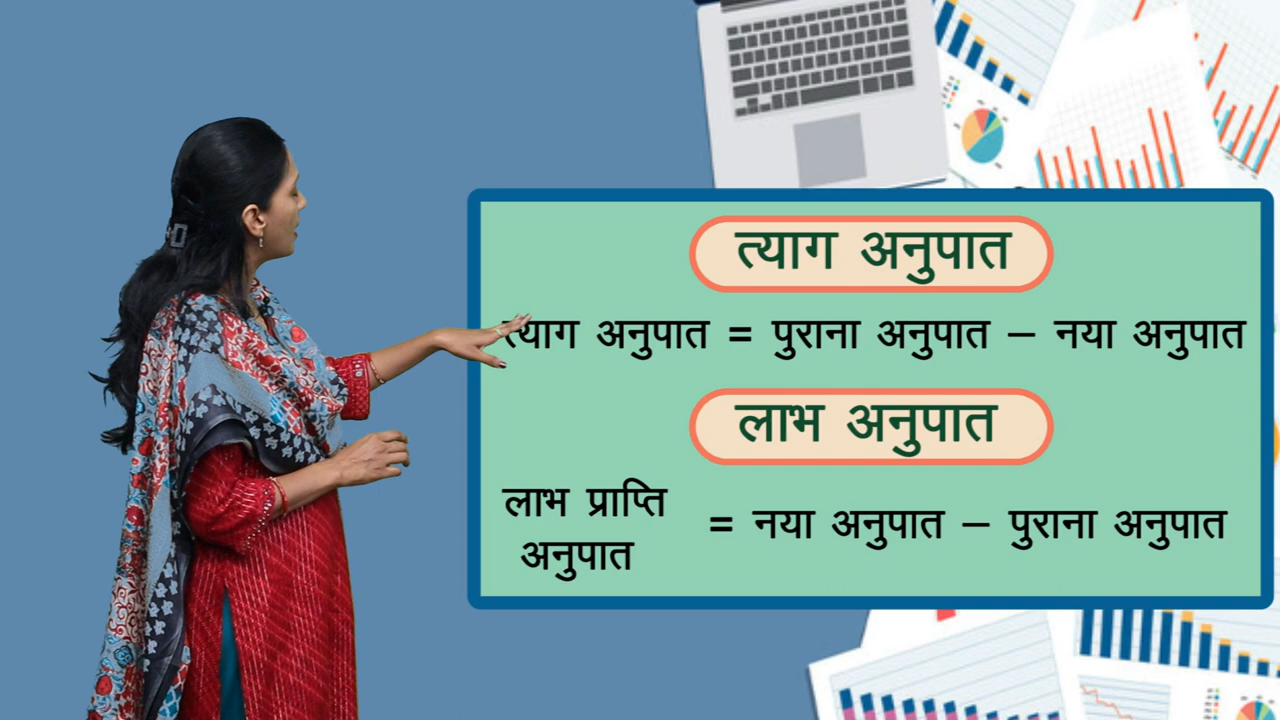 त्याग अनुपात
त्याग अनुपात = पुराना अनुपात – नया अनुपात
लाभ अनुपात
लाभ प्राप्ति
अनुपात
= नया अनुपात – पुराना अनुपात